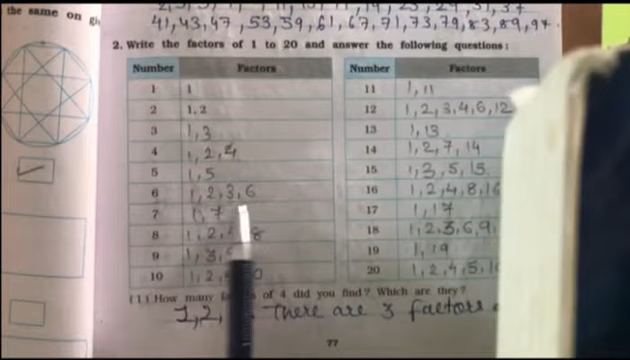 the same on
41,43,47,53,59,61,67,71,73,79,83,89,97
2. Write the factors of 1 to 20 and answer the following questions :
Number Factors Number Factors
1 1 11 1,11
2 1,2 12 1,2,3,4,6,12
3 1,3 13 1,13
4 1,2,4 14 1,2,7,14
5 1,5 15 1,3,5,15
6 1,2,3,6 16 1,2,4,8,16
7 1,7 17 1,17
8 1,2, 8 18 1,2,3,6,9,
9 1,3, 19 1,19
10 1,2, 20 1,2,4,5,
(1) How many of 4 did you find? Which are they?
1,2, There are 3 factors
77